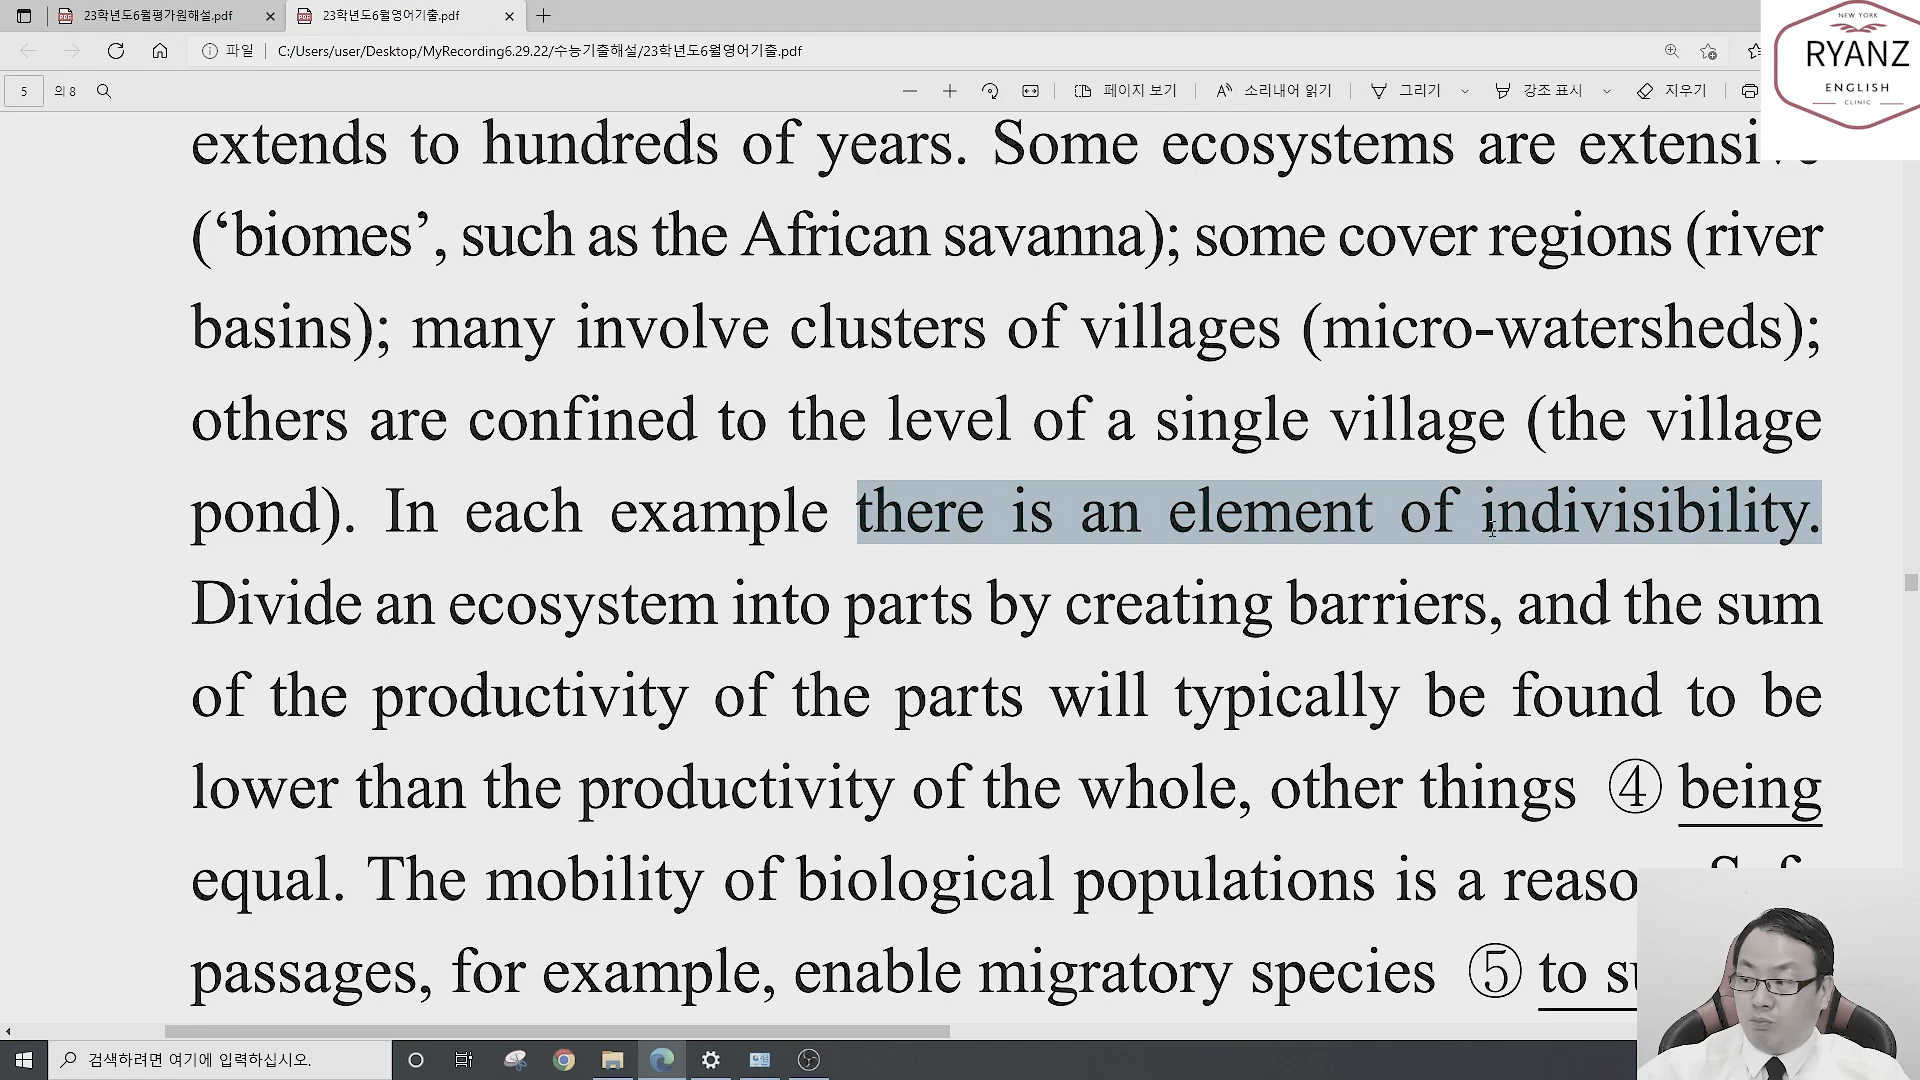 23학년도6월평가원해설.pdf
23학년도6월영어기출.pdf
파일 C:/Users/user/Desktop/MyRecording6.29.22/수능기출해설/23학년도6월영어기출.pdf
5 의 8 페이지 보기 소리내어 읽기 그리기 강조 표시 지우기
NEW YORK
RYANZ
ENGLISH
CLINIC
extends to hundreds of years. Some ecosystems are extensive
(‘biomes’, such as the African savanna); some cover regions (river
basins); many involve clusters of villages (micro-watersheds);
others are confined to the level of a single village (the village
pond). In each example there is an element of indivisibility.
Divide an ecosystem into parts by creating barriers, and the sum
of the productivity of the parts will typically be found to be
lower than the productivity of the whole, other things ④ being
equal. The mobility of biological populations is a
passages, for example, enable migratory species ⑤ to
검색하려면 여기에 입력하십시오.